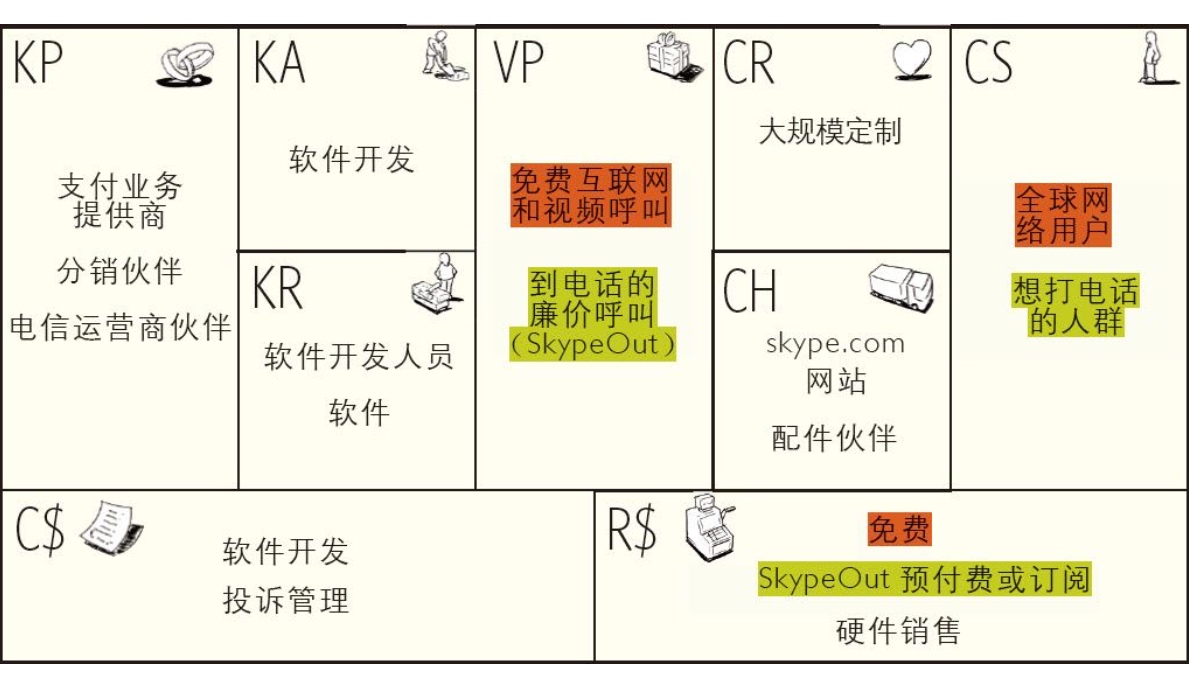 KP
支付业务
提供商
分销伙伴
电信运营商伙伴
KA
软件开发
KR
软件开发人员
软件
VP
免费互联网
和视频呼叫
到电话的
廉价呼叫
（SkypeOut）
CR
大规模定制
CH
skype.com
网站
配件伙伴
CS
全球网
络用户
想打电话
的人群
C$
软件开发
投诉管理
R$
免费
SkypeOut 预付费或订阅
硬件销售